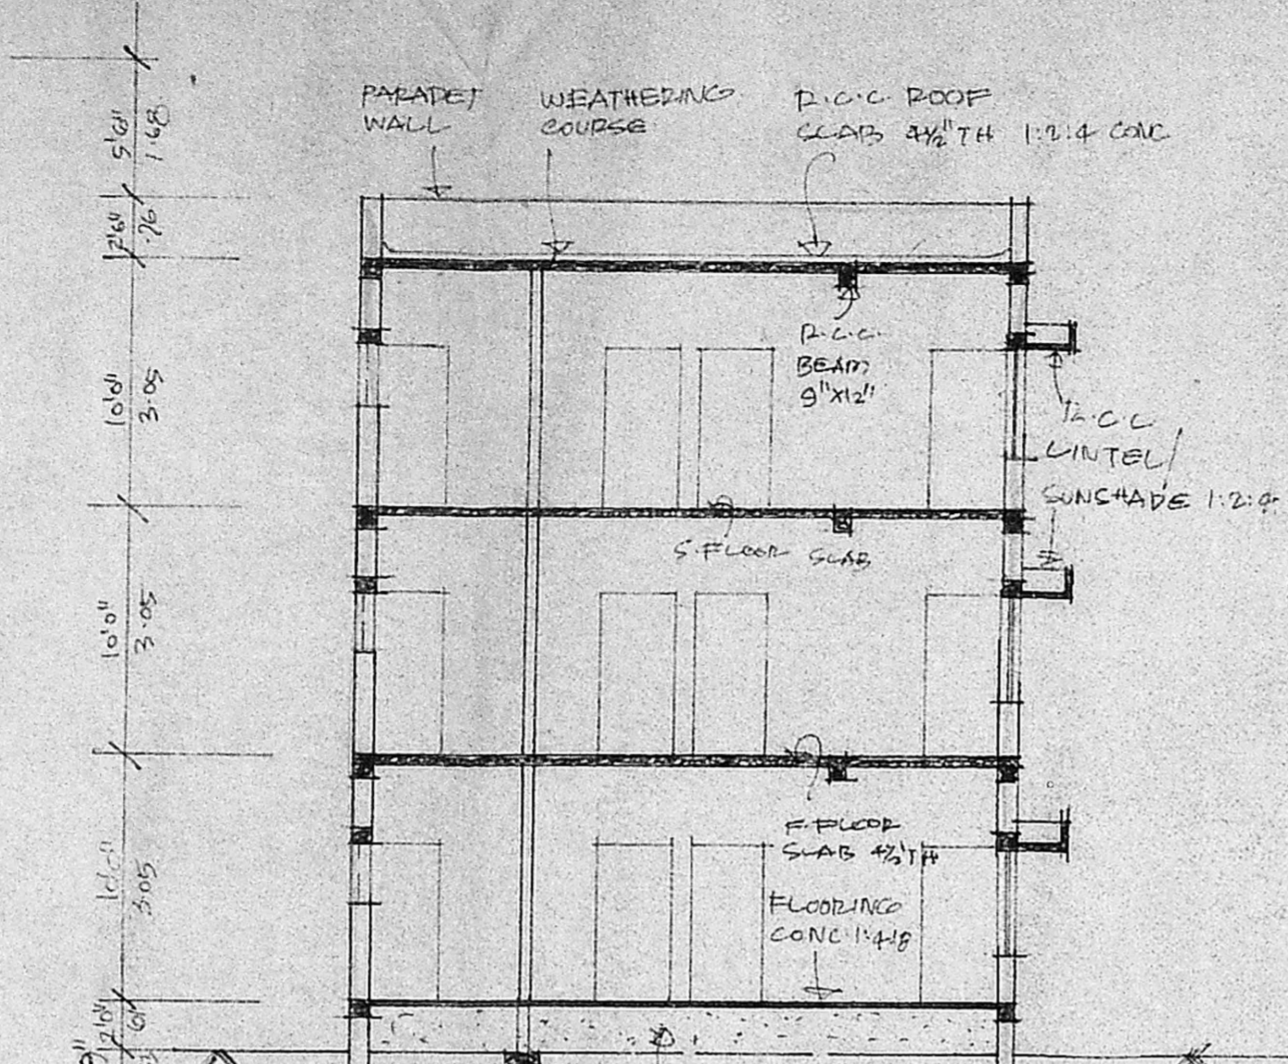 PARAPET
WALL
WEATHERING
COURSE
R.C.C. ROOF
SLAB 4½" TH 1:2:4 CONC
5'6"
1.68
2'6"
.76
10'0"
3.05
10'0"
3.05
10'0"
3.05
2'0"
.61
R.C.C.
BEAM
9"X12"
R.C.C
LINTEL/
SUNSHADE 1:2:4
S.FLOOR SLAB
F.FLOOR
SLAB 4½" TH
FLOORING
CONC 1:4:8